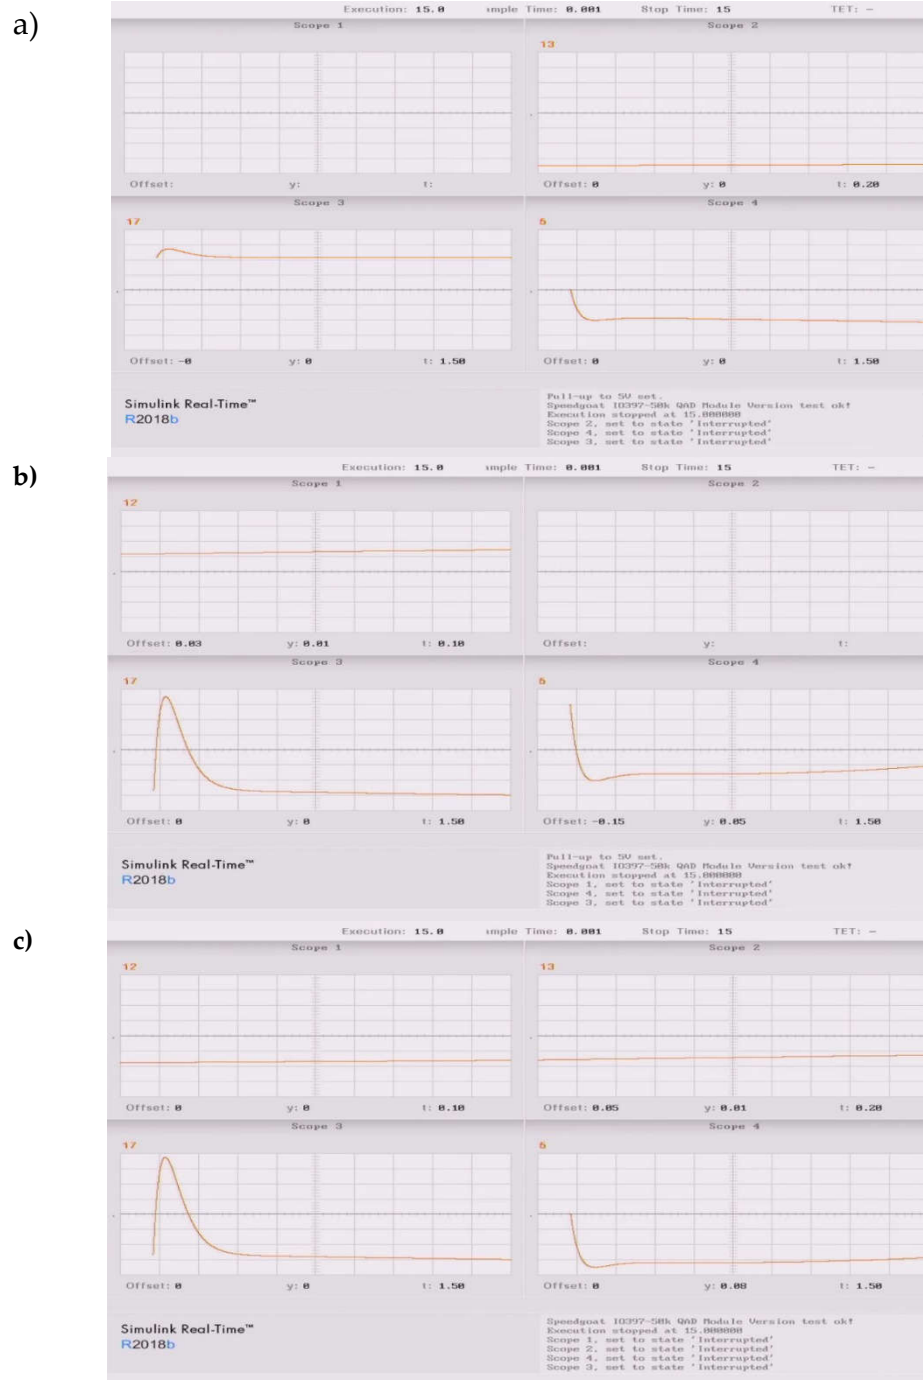 a)
Execution: 15.0 ımple Time: 0.001 Stop Time: 15 TET: –
Scope 1 Scope 2
13
Offset: y: t: Offset: 0 y: 0 t: 0.20
Scope 3 Scope 4
17 6
Offset: -0 y: 0 t: 1.50 Offset: 0 y: 0 t: 1.50
Simulink Real-Time™
R2018b
Pull-up to 5V set.
Speedgoat IO397-50k QAD Module Version test ok!
Execution stopped at 15.000000
Scope 2, set to state 'Interrupted'
Scope 4, set to state 'Interrupted'
Scope 3, set to state 'Interrupted'
b)
Execution: 15.0 ımple Time: 0.001 Stop Time: 15 TET: –
Scope 1 Scope 2
12
Offset: 0.03 y: 0.01 t: 0.10 Offset: y: t:
Scope 3 Scope 4
17 6
Offset: 0 y: 0 t: 1.50 Offset: -0.15 y: 0.05 t: 1.50
Simulink Real-Time™
R2018b
Pull-up to 5V set.
Speedgoat IO397-50k QAD Module Version test ok!
Execution stopped at 15.000000
Scope 1, set to state 'Interrupted'
Scope 4, set to state 'Interrupted'
Scope 3, set to state 'Interrupted'
c)
Execution: 15.0 ımple Time: 0.001 Stop Time: 15 TET: –
Scope 1 Scope 2
12 13
Offset: 0 y: 0 t: 0.10 Offset: 0.05 y: 0.01 t: 0.20
Scope 3 Scope 4
17 6
Offset: 0 y: 0 t: 1.50 Offset: 0 y: 0.08 t: 1.50
Simulink Real-Time™
R2018b
Speedgoat IO397-50k QAD Module Version test ok!
Execution stopped at 15.000000
Scope 1, set to state 'Interrupted'
Scope 2, set to state 'Interrupted'
Scope 4, set to state 'Interrupted'
Scope 3, set to state 'Interrupted'